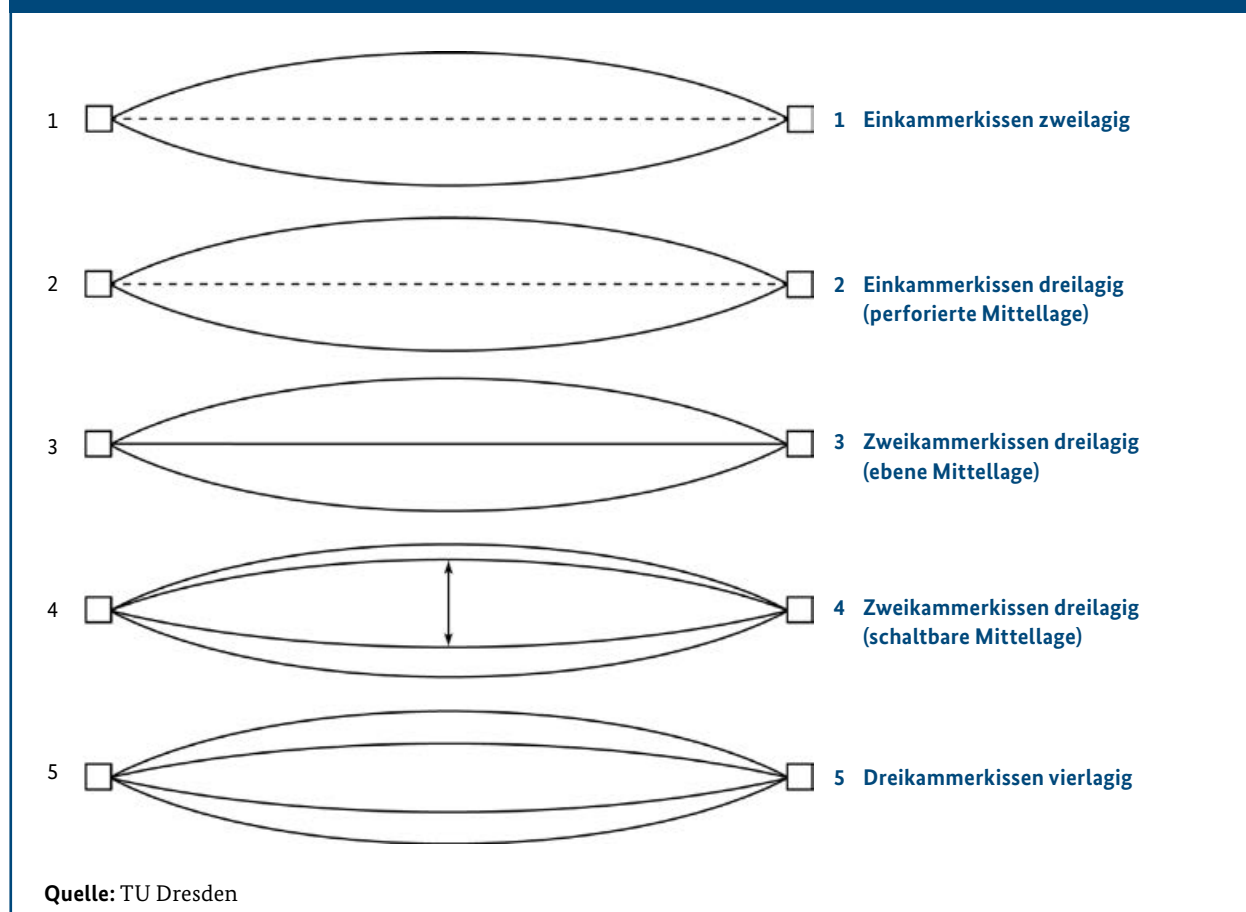 1
1 Einkammerkissen zweilagig
2
2 Einkammerkissen dreilagig
(perforierte Mittellage)
3
3 Zweikammerkissen dreilagig
(ebene Mittellage)
4
4 Zweikammerkissen dreilagig
(schaltbare Mittellage)
5
5 Dreikammerkissen vierlagig
Quelle: TU Dresden